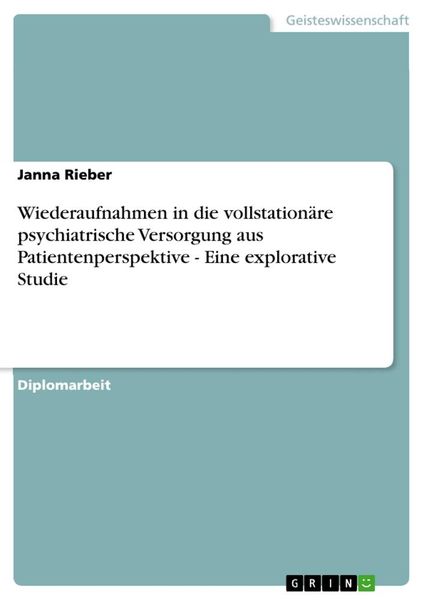 Geisteswissenschaft
Janna Rieber
Wiederaufnahmen in die vollstationäre
psychiatrische Versorgung aus
Patientenperspektive - Eine explorative
Studie
Diplomarbeit
GRIN